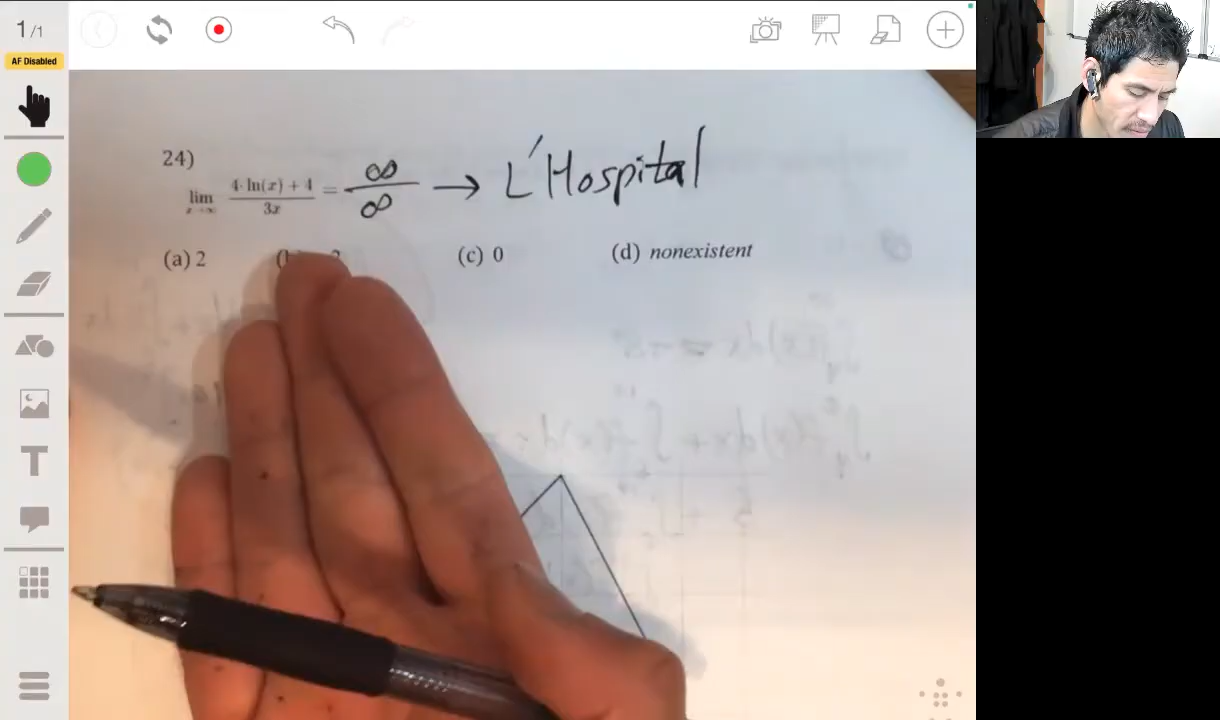 1/1
AF Disabled
T
24)
lim x→∞ 4·ln(x) + 4 / 3x = ∞/∞ → L'Hospital
(a) 2 (c) 0 (d) nonexistent